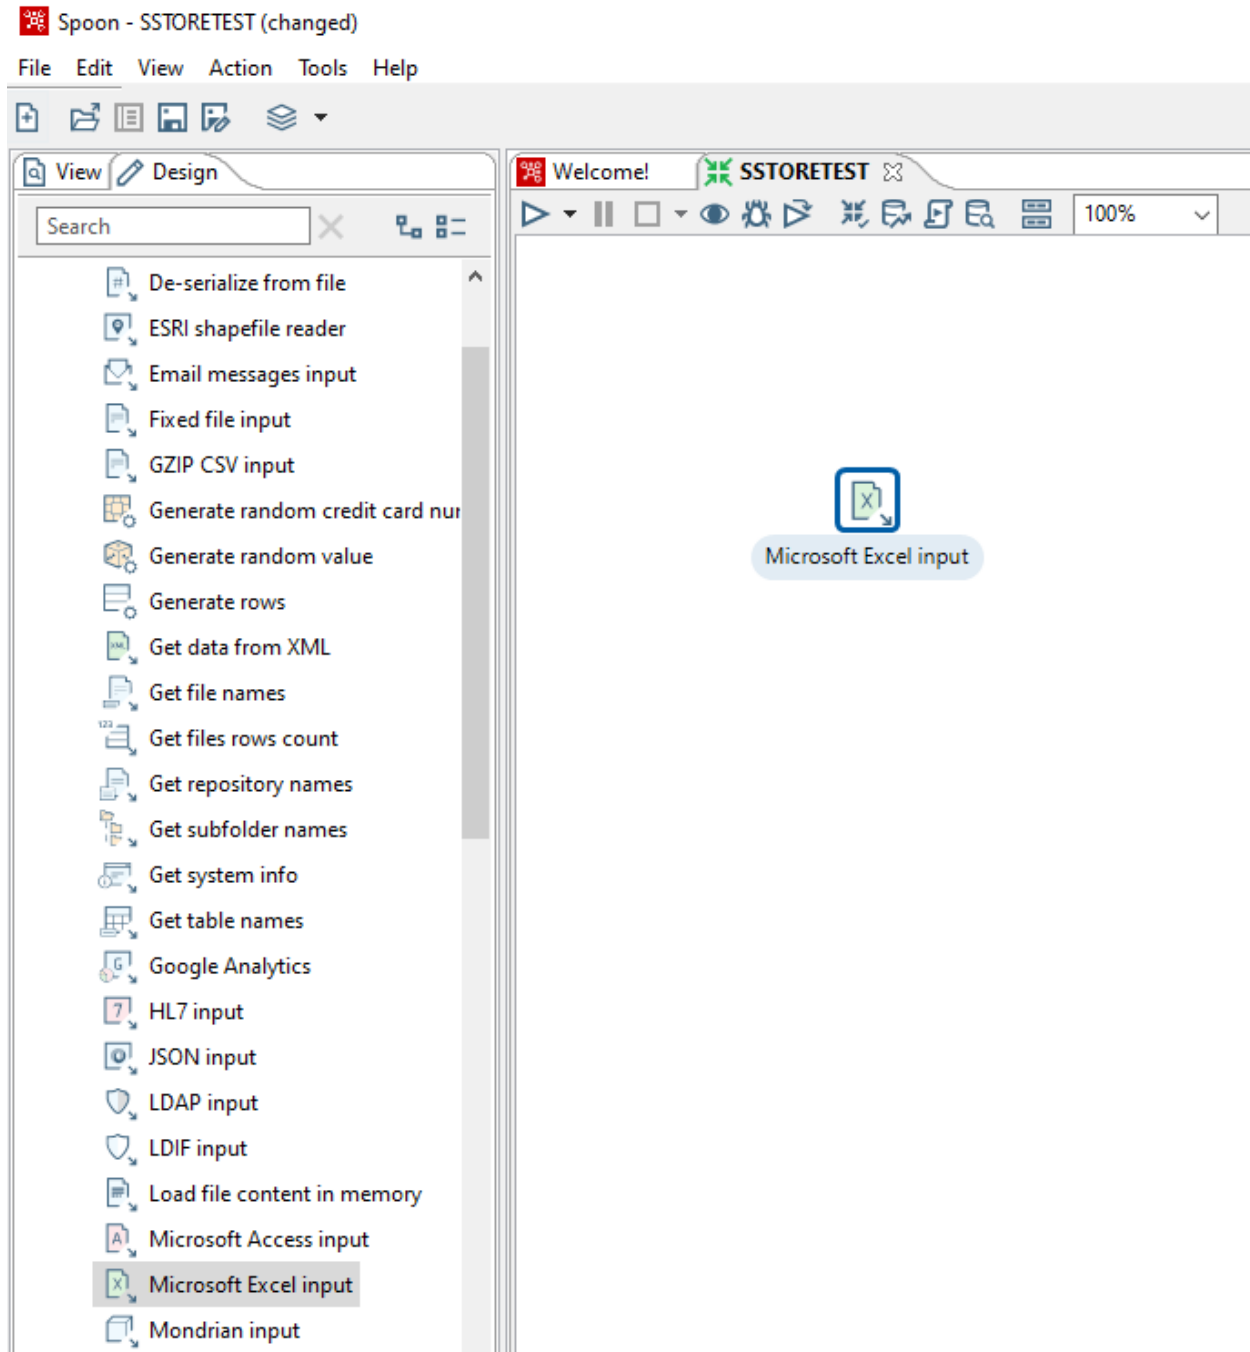 Spoon - SSTORETEST (changed)
File Edit View Action Tools Help
View Design
Welcome! SSTORETEST
Search
100%
De-serialize from file
ESRI shapefile reader
Email messages input
Fixed file input
GZIP CSV input
Generate random credit card nur
Generate random value
Generate rows
Get data from XML
Get file names
Get files rows count
Get repository names
Get subfolder names
Get system info
Get table names
Google Analytics
HL7 input
JSON input
LDAP input
LDIF input
Load file content in memory
Microsoft Access input
Microsoft Excel input
Mondrian input
Microsoft Excel input